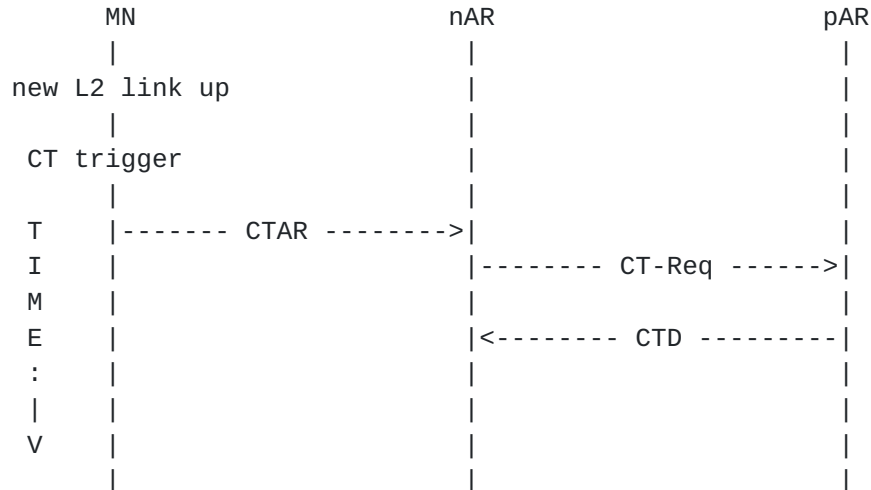 MN nAR pAR
| | |
new L2 link up | |
| | |
CT trigger | |
| | |
T |------- CTAR -------->| |
I | |-------- CT-Req ------>|
M | | |
E | |<-------- CTD ---------|
: | | |
| | | |
V | | |
| | |